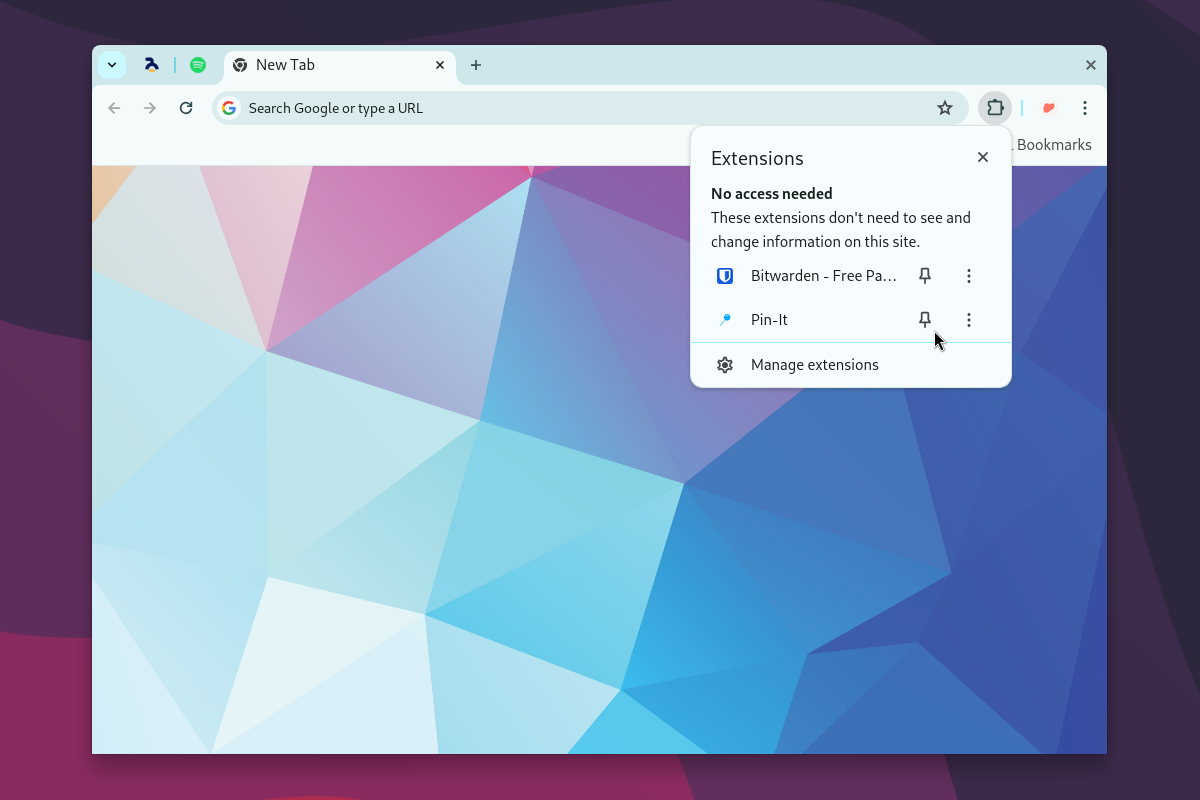 New Tab
Search Google or type a URL
Bookmarks
Extensions
No access needed
These extensions don't need to see and
change information on this site.
Bitwarden - Free Pa...
Pin-It
Manage extensions